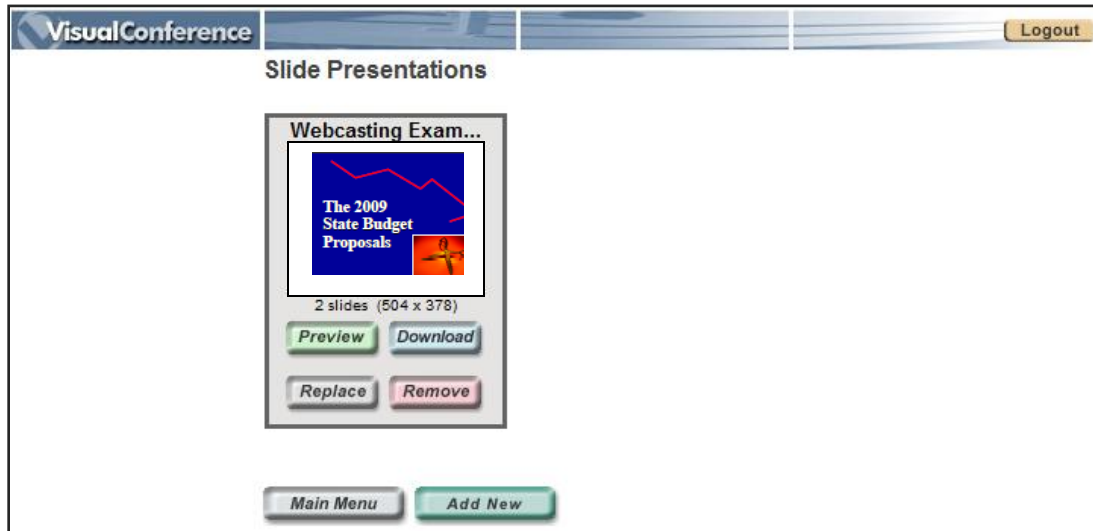 VisualConference
Logout
Slide Presentations
Webcasting Exam...
The 2009
State Budget
Proposals
2 slides (504 x 378)
Preview Download
Replace Remove
Main Menu Add New